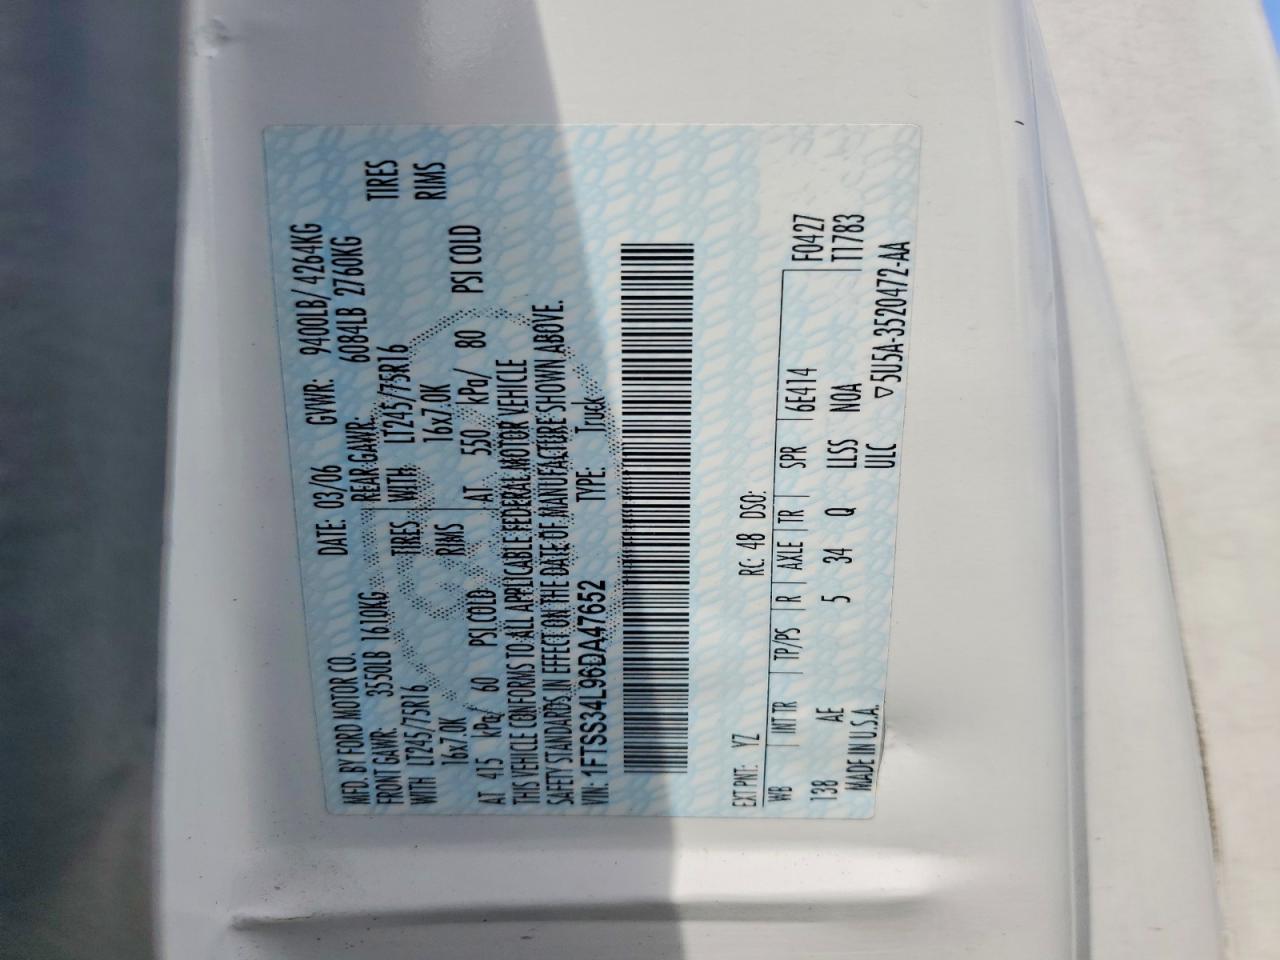 MFD. BY FORD MOTOR CO.
DATE: 03/06 GVWR: 9400LB/ 4264KG
FRONT GAWR: 3550LB 1610KG REAR GAWR: 6084LB 2760KG
WITH LT245/75R16 TIRES WITH LT245/75R16 TIRES
16x7.0K RIMS 16x7.0K RIMS
AT 415 kPa/ 60 PSI COLD AT 550 kPa/ 80 PSI COLD
THIS VEHICLE CONFORMS TO ALL APPLICABLE FEDERAL MOTOR VEHICLE
SAFETY STANDARDS IN EFFECT ON THE DATE OF MANUFACTURE SHOWN ABOVE.
VIN: 1FTSS34L96DA47652 TYPE: Truck
EXT PNT: YZ RC: 48 DSO:
WB INT TR TP/PS R AXLE TR SPR 6E414 F0427
138 AE 5 34 Q LLSS NOA T1783
MADE IN U.S.A. ULC ▽5U5A-3520472-AA